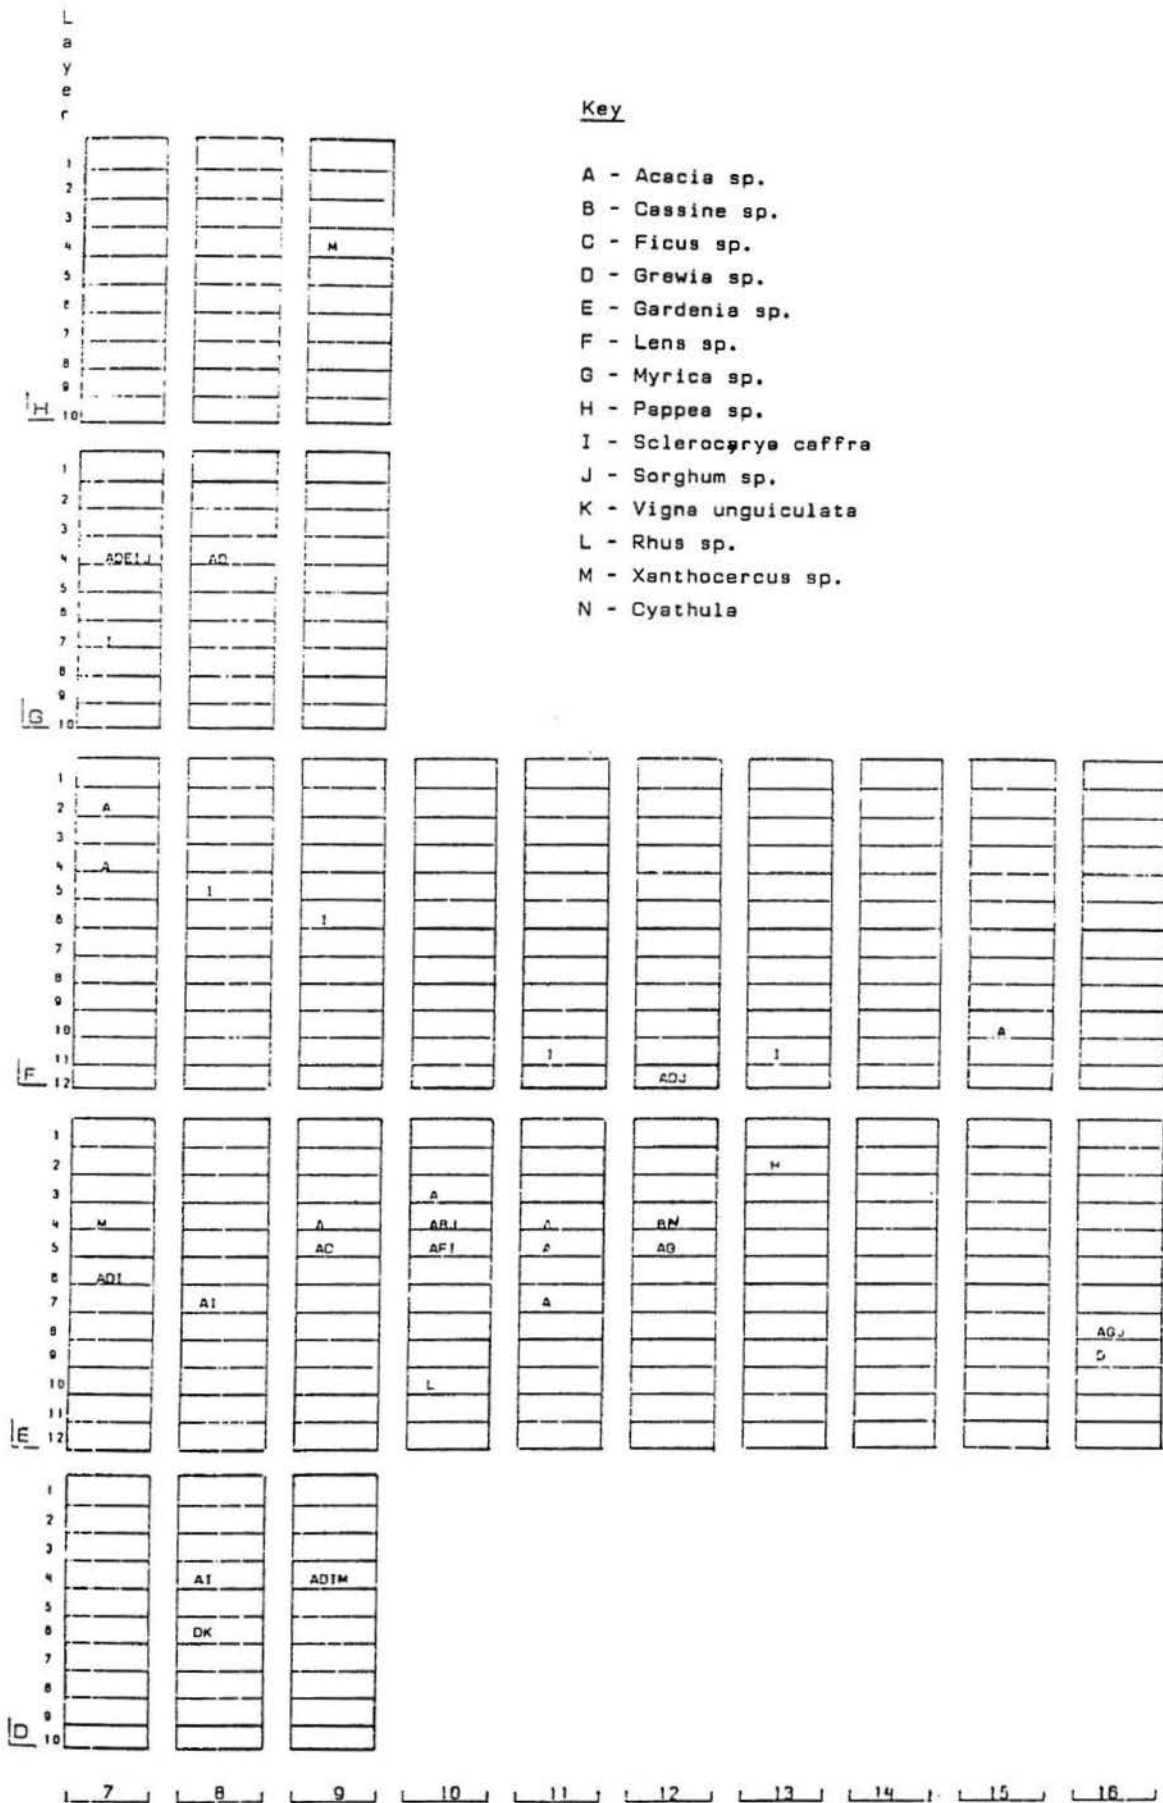 L
a
y
e
r
Key
A - Acacia sp.
B - Cassine sp.
C - Ficus sp.
D - Grewia sp.
E - Gardenia sp.
F - Lens sp.
G - Myrica sp.
H - Pappea sp.
I - Sclerocarya caffra
J - Sorghum sp.
K - Vigna unguiculata
L - Rhus sp.
M - Xanthocercus sp.
N - Cyathula
1
2
3
4 M
5
6
7
8
9
H 10
1
2
3
4 ADEIJ AD
5
6
7
8
9
G 10
1
2 A
3
4 A
5 I
6 I
7
8
9
10 A
11 I I
F 12 ADJ
1
2 H
3 A
4 M A ABJ A BN
5 AC AFI A AG
6 ADI
7 AI A
8 AGJ
9
10 L
11
E 12
1
2
3
4 AI ADIM
5
6 DK
7
8
9
D 10
7 8 9 10 11 12 13 14 15 16